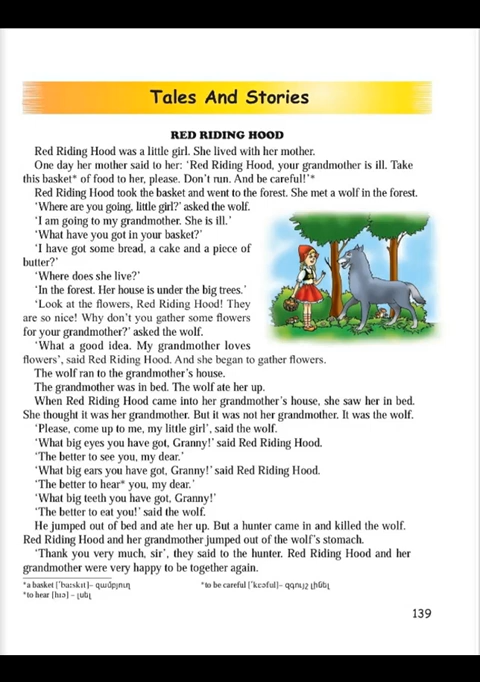 Tales And Stories
RED RIDING HOOD
Red Riding Hood was a little girl. She lived with her mother.
One day her mother said to her: ‘Red Riding Hood, your grandmother is ill. Take
this basket* of food to her, please. Don’t run. And be careful!’*
Red Riding Hood took the basket and went to the forest. She met a wolf in the forest.
‘Where are you going, little girl?’ asked the wolf.
‘I am going to my grandmother. She is ill.’
‘What have you got in your basket?’
‘I have got some bread, a cake and a piece of
butter?’
‘Where does she live?’
‘In the forest. Her house is under the big trees.’
‘Look at the flowers, Red Riding Hood! They
are so nice! Why don’t you gather some flowers
for your grandmother?’ asked the wolf.
‘What a good idea. My grandmother loves
flowers’, said Red Riding Hood. And she began to gather flowers.
The wolf ran to the grandmother’s house.
The grandmother was in bed. The wolf ate her up.
When Red Riding Hood came into her grandmother’s house, she saw her in bed.
She thought it was her grandmother. But it was not her grandmother. It was the wolf.
‘Please, come up to me, my little girl’, said the wolf.
‘What big eyes you have got, Granny!’ said Red Riding Hood.
‘The better to see you, my dear.’
‘What big ears you have got, Granny!’ said Red Riding Hood.
‘The better to hear* you, my dear.’
‘What big teeth you have got, Granny!’
‘The better to eat you!’ said the wolf.
He jumped out of bed and ate her up. But a hunter came in and killed the wolf.
Red Riding Hood and her grandmother jumped out of the wolf’s stomach.
‘Thank you very much, sir’, they said to the hunter. Red Riding Hood and her
grandmother were very happy to be together again.
*a basket [ˈbaːskıt]– զամբյուղ *to be careful [ˈkɛəful]– զգույշ լինել
*to hear [hıə] – լսել
139